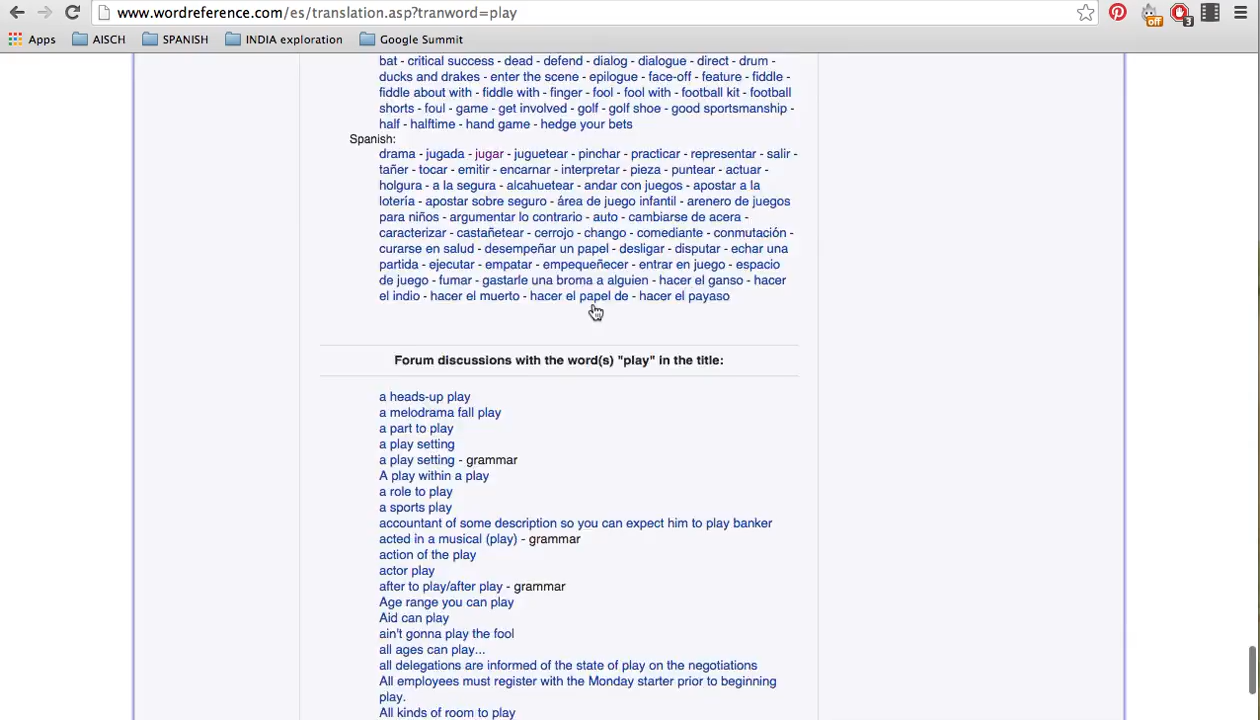 www.wordreference.com/es/translation.asp?tranword=play
off
3
Apps AISCH SPANISH INDIA exploration Google Summit
bat - critical success - dead - defend - dialog - dialogue - direct - drum -
ducks and drakes - enter the scene - epilogue - face-off - feature - fiddle -
fiddle about with - fiddle with - finger - fool - fool with - football kit - football
shorts - foul - game - get involved - golf - golf shoe - good sportsmanship -
half - halftime - hand game - hedge your bets
Spanish:
drama - jugada - jugar - juguetear - pinchar - practicar - representar - salir -
tañer - tocar - emitir - encarnar - interpretar - pieza - puntear - actuar -
holgura - a la segura - alcahuetear - andar con juegos - apostar a la
lotería - apostar sobre seguro - área de juego infantil - arenero de juegos
para niños - argumentar lo contrario - auto - cambiarse de acera -
caracterizar - castañetear - cerrojo - chango - comediante - conmutación -
curarse en salud - desempeñar un papel - desligar - disputar - echar una
partida - ejecutar - empatar - empequeñecer - entrar en juego - espacio
de juego - fumar - gastarle una broma a alguien - hacer el ganso - hacer
el indio - hacer el muerto - hacer el papel de - hacer el payaso
Forum discussions with the word(s) "play" in the title:
a heads-up play
a melodrama fall play
a part to play
a play setting
a play setting - grammar
A play within a play
a role to play
a sports play
accountant of some description so you can expect him to play banker
acted in a musical (play) - grammar
action of the play
actor play
after to play/after play - grammar
Age range you can play
Aid can play
ain't gonna play the fool
all ages can play...
all delegations are informed of the state of play on the negotiations
All employees must register with the Monday starter prior to beginning
play.
All kinds of room to play